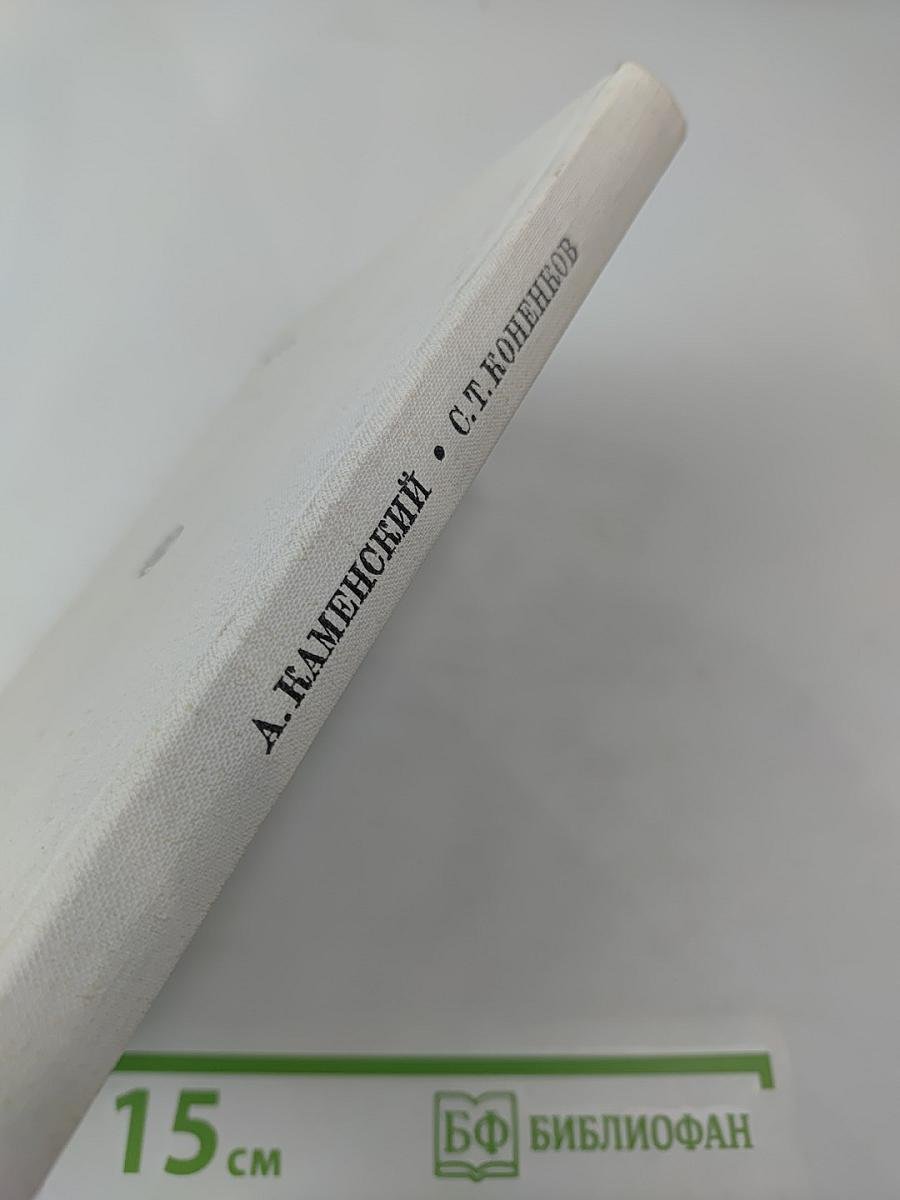 А. КАМЕНСКИЙ • С. Т. КОНЕНКОВ
15 см
БФ БИБЛИОФАН